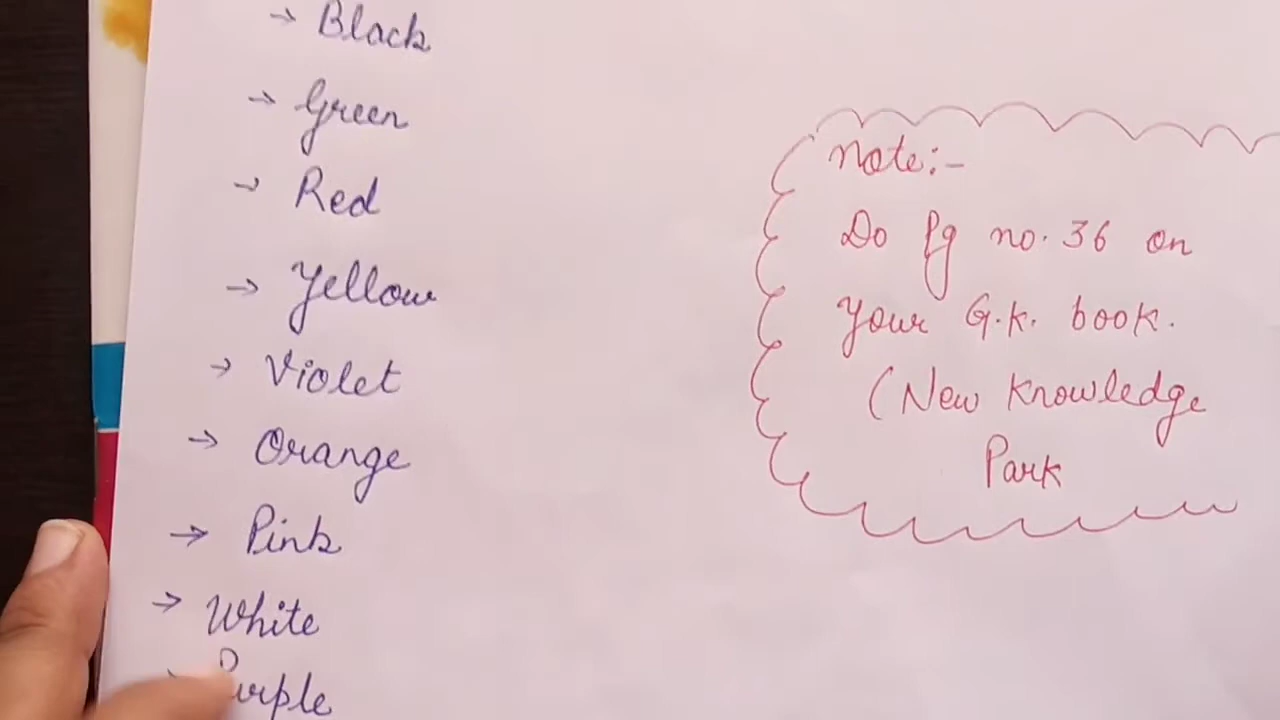 → Black
→ Green
→ Red
→ Yellow
→ Violet
→ Orange
→ Pink
→ White
Purple
Note:-
Do Pg no. 36 on
your G.K. book.
(New Knowledge
Park